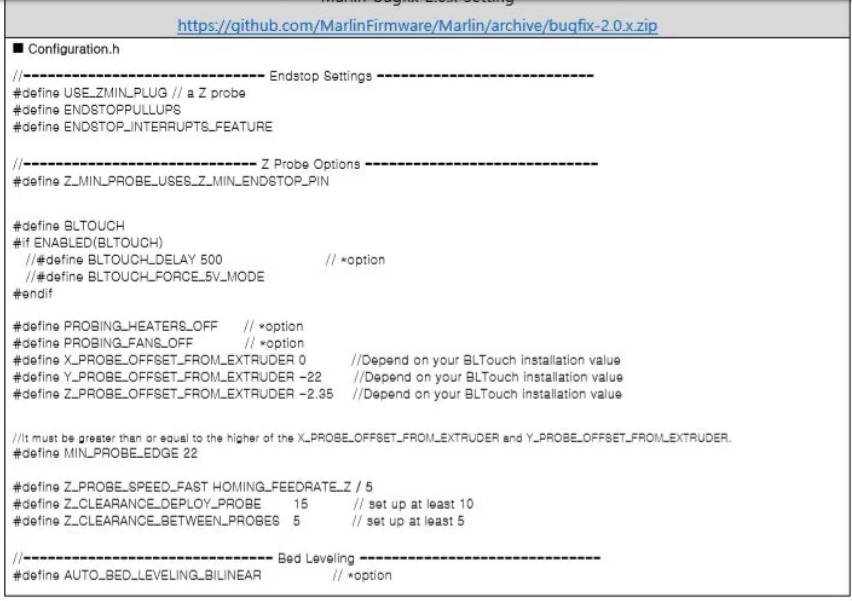 Marlin-bugfix-2.0.x Setting
https://github.com/MarlinFirmware/Marlin/archive/bugfix-2.0.x.zip
■ Configuration.h
//------------------------------ Endstop Settings ---------------------------
#define USE_ZMIN_PLUG // a Z probe
#define ENDSTOPPULLUPS
#define ENDSTOP_INTERRUPTS_FEATURE
//----------------------------- Z Probe Options -----------------------------
#define Z_MIN_PROBE_USES_Z_MIN_ENDSTOP_PIN
#define BLTOUCH
#if ENABLED(BLTOUCH)
//#define BLTOUCH_DELAY 500 // *option
//#define BLTOUCH_FORCE_5V_MODE
#endif
#define PROBING_HEATERS_OFF // *option
#define PROBING_FANS_OFF // *option
#define X_PROBE_OFFSET_FROM_EXTRUDER 0 //Depend on your BLTouch installation value
#define Y_PROBE_OFFSET_FROM_EXTRUDER -22 //Depend on your BLTouch installation value
#define Z_PROBE_OFFSET_FROM_EXTRUDER -2.35 //Depend on your BLTouch installation value
//It must be greater than or equal to the higher of the X_PROBE_OFFSET_FROM_EXTRUDER and Y_PROBE_OFFSET_FROM_EXTRUDER.
#define MIN_PROBE_EDGE 22
#define Z_PROBE_SPEED_FAST HOMING_FEEDRATE_Z / 5
#define Z_CLEARANCE_DEPLOY_PROBE 15 // set up at least 10
#define Z_CLEARANCE_BETWEEN_PROBES 5 // set up at least 5
//------------------------------- Bed Leveling ------------------------------
#define AUTO_BED_LEVELING_BILINEAR // *option